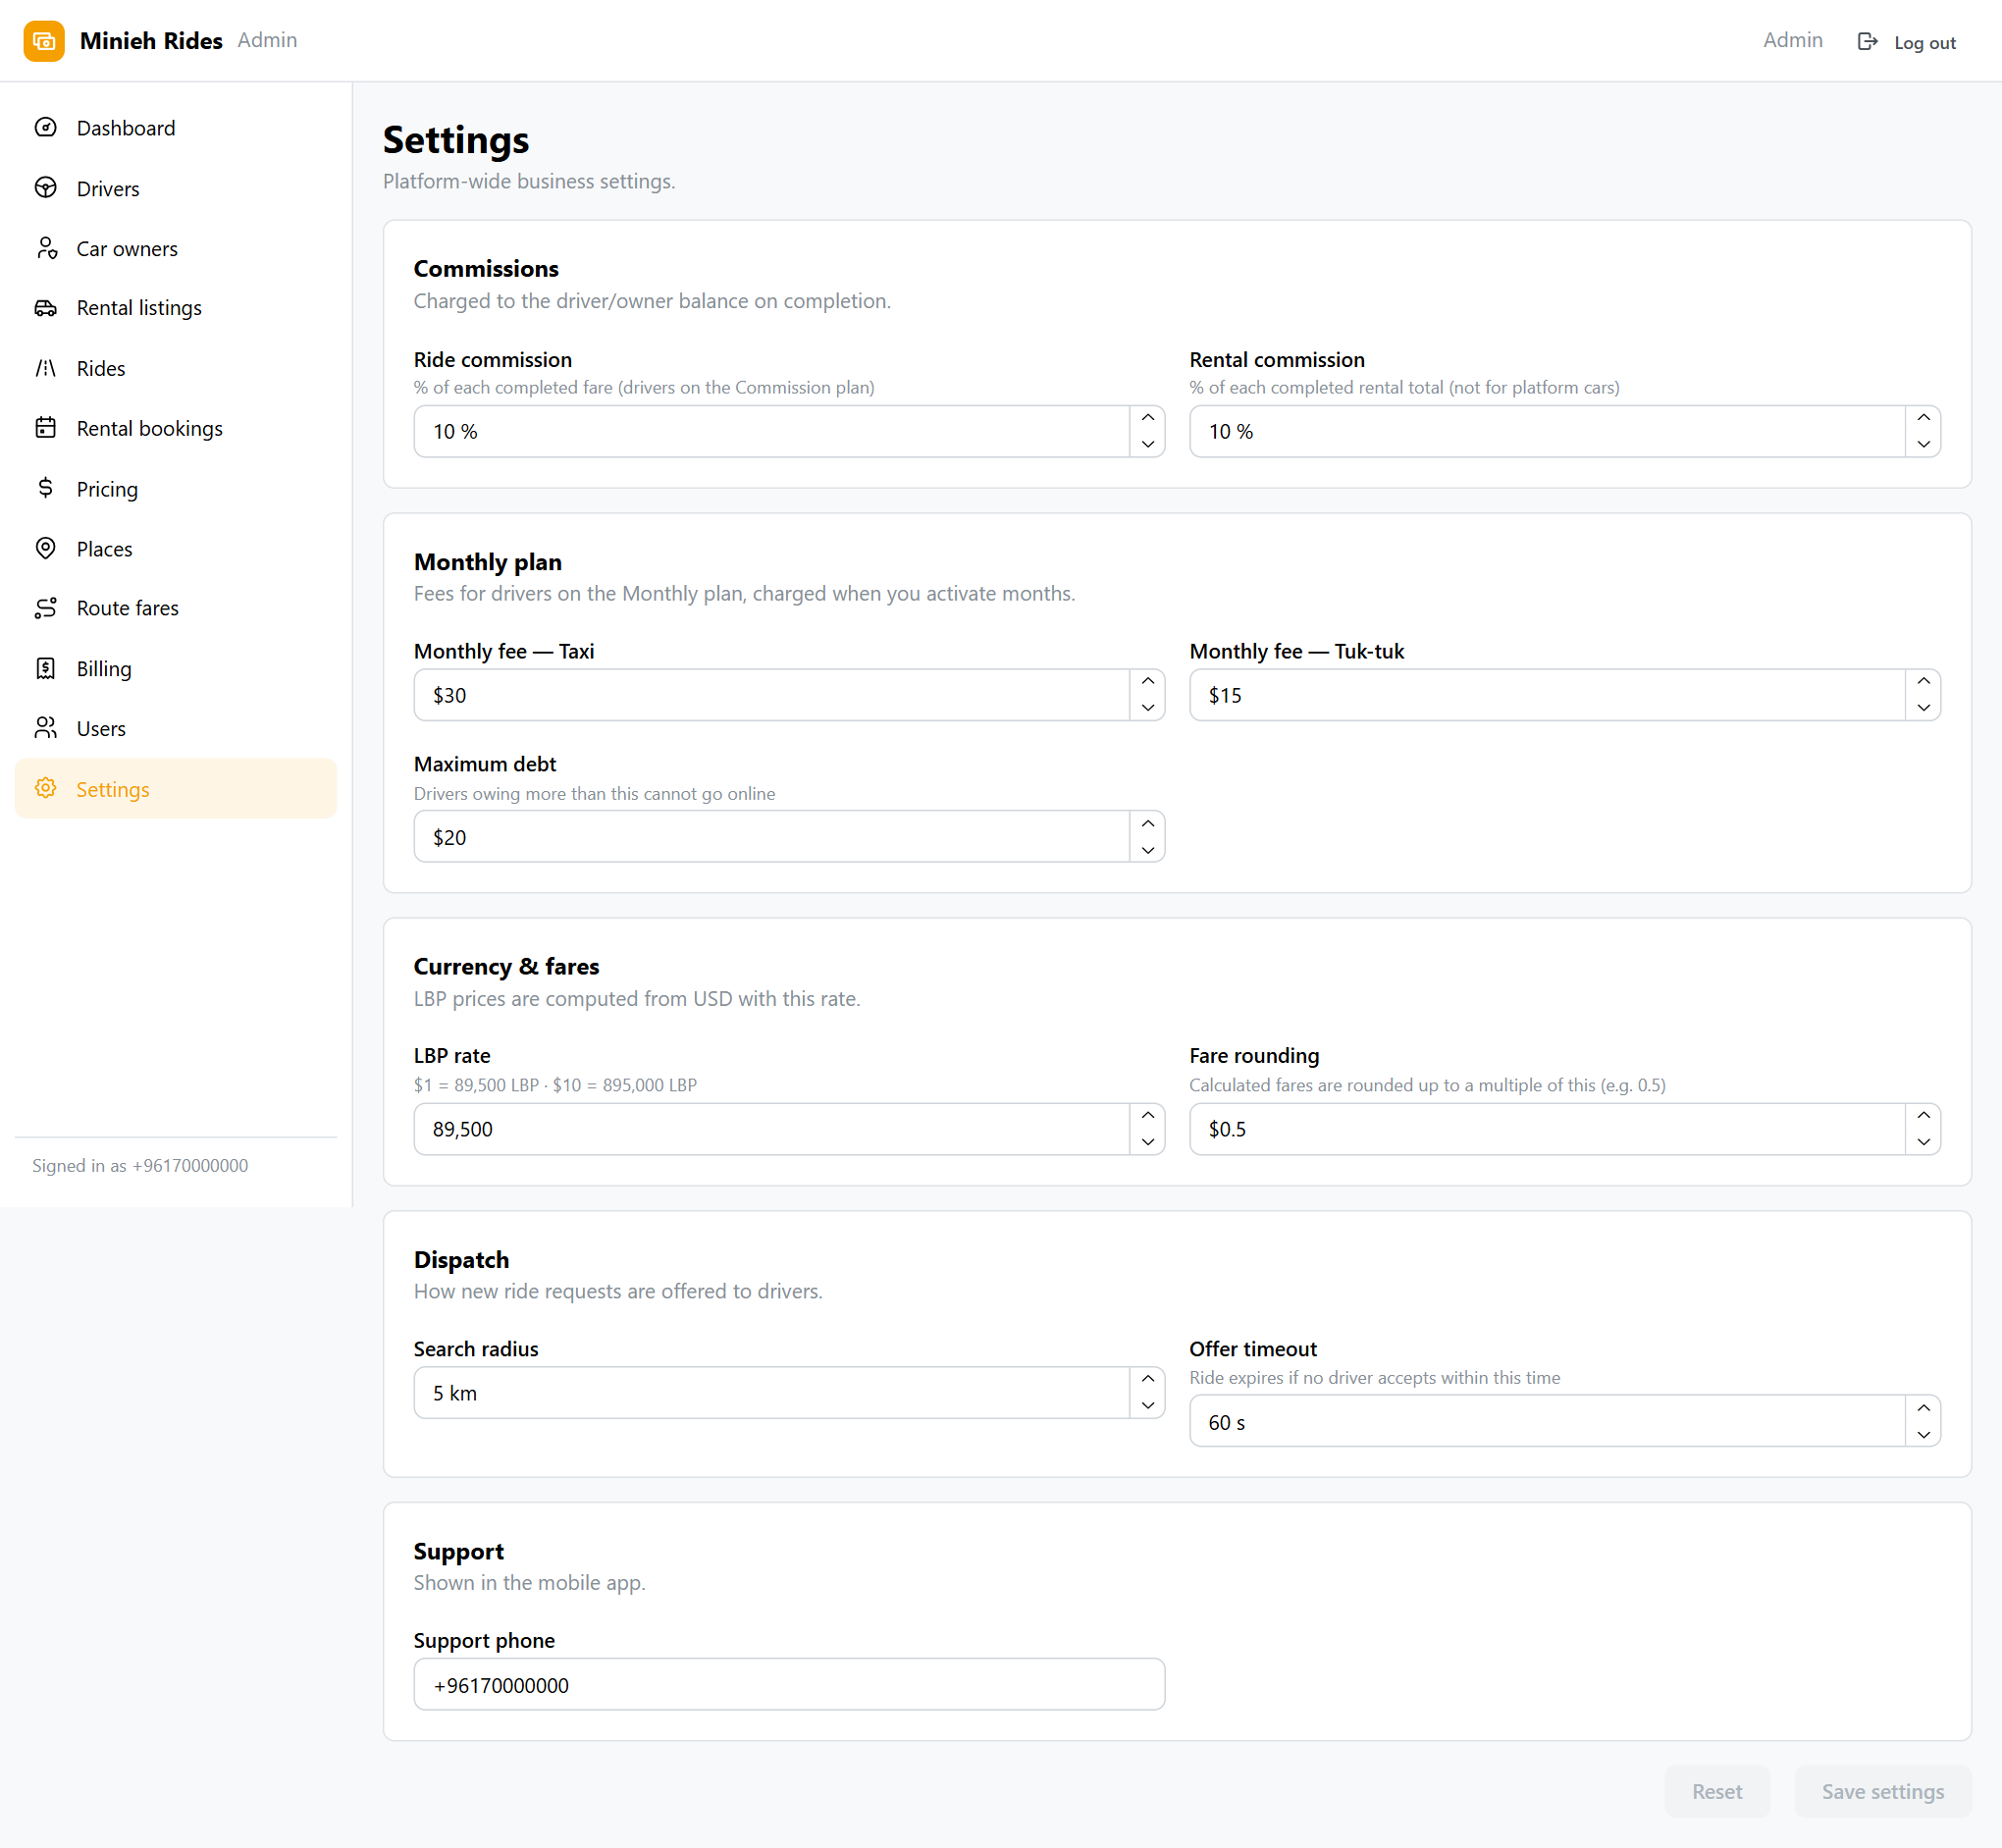 Minieh Rides Admin
Admin Log out
Dashboard
Drivers
Car owners
Rental listings
Rides
Rental bookings
Pricing
Places
Route fares
Billing
Users
Settings
Signed in as +96170000000
Settings
Platform-wide business settings.
Commissions
Charged to the driver/owner balance on completion.
Ride commission
% of each completed fare (drivers on the Commission plan)
10 %
Rental commission
% of each completed rental total (not for platform cars)
10 %
Monthly plan
Fees for drivers on the Monthly plan, charged when you activate months.
Monthly fee — Taxi
$30
Monthly fee — Tuk-tuk
$15
Maximum debt
Drivers owing more than this cannot go online
$20
Currency & fares
LBP prices are computed from USD with this rate.
LBP rate
$1 = 89,500 LBP · $10 = 895,000 LBP
89,500
Fare rounding
Calculated fares are rounded up to a multiple of this (e.g. 0.5)
$0.5
Dispatch
How new ride requests are offered to drivers.
Search radius
5 km
Offer timeout
Ride expires if no driver accepts within this time
60 s
Support
Shown in the mobile app.
Support phone
+96170000000
Reset
Save settings